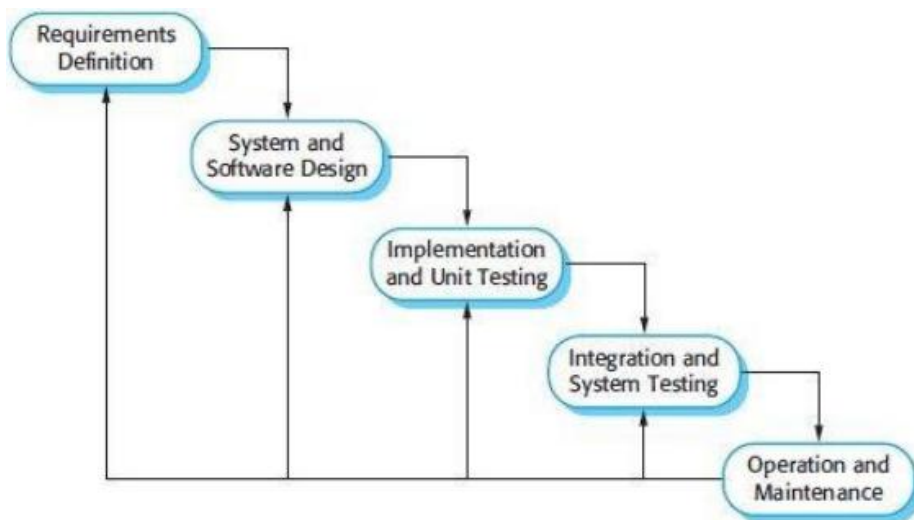 Requirements
Definition
System and
Software Design
Implementation
and Unit Testing
Integration and
System Testing
Operation and
Maintenance